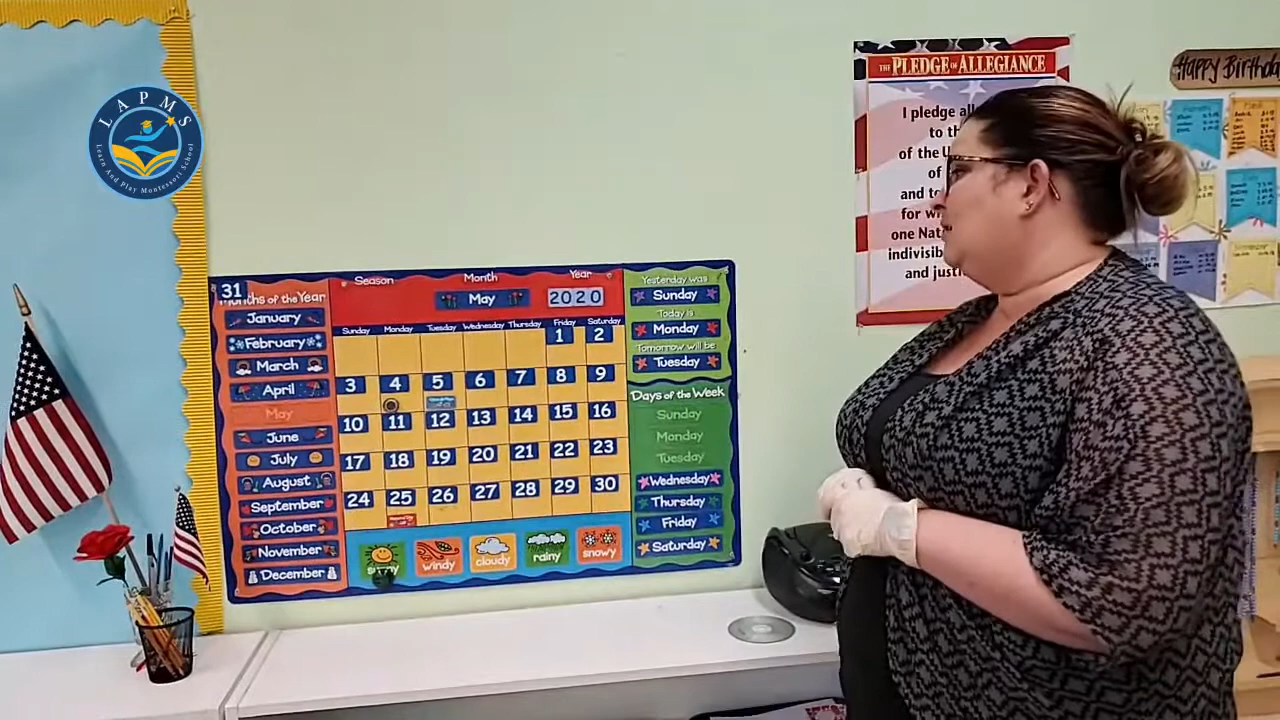 LAPMS
Learn And Play Montessori School
THE PLEDGE OF ALLEGIANCE
I pledge all
to th
of the U
of
and to
for w
one Nat
indivisib
and justi
Happy Birthda
31
Months of the Year
January
February
March
April
May
June
July
August
September
October
November
December
Season Month Year
May 2020
Sunday Monday Tuesday Wednesday Thursday Friday Saturday
1 2
3 4 5 6 7 8 9
10 11 12 13 14 15 16
17 18 19 20 21 22 23
24 25 26 27 28 29 30
sunny windy cloudy rainy snowy
Yesterday was
Sunday
Today is
Monday
Tomorrow will be
Tuesday
Days of the Week
Sunday
Monday
Tuesday
Wednesday
Thursday
Friday
Saturday